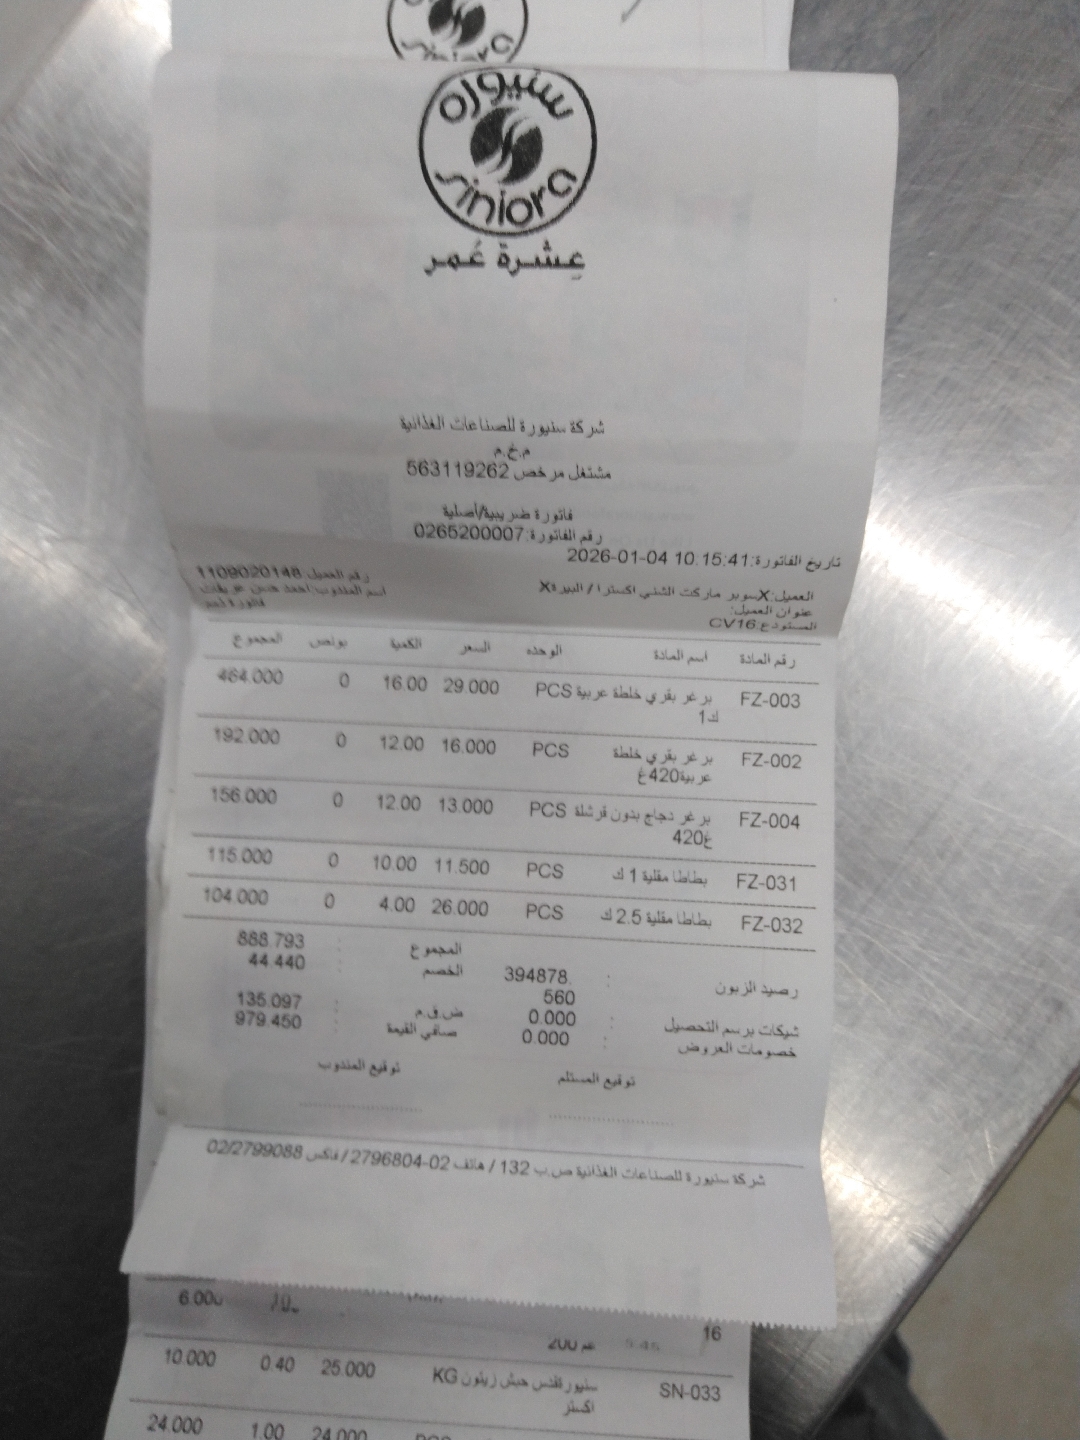 سنيورة
siniora
عِشرة عُمر
شركة سنيورة للصناعات الغذائية
م.خ.م
مشتغل مرخص 563119262
فاتورة ضريبية/أصلية
رقم الفاتورة:0265200007
تاريخ الفاتورة:2026-01-04 10:15:41
العميل:Xسوبر ماركت الشني اكسترا / البيرةX رقم العميل:1109020148
عنوان العميل: اسم المندوب:احمد حسن عريقات
المستودع:CV16
رقم المادة اسم المادة الوحده السعر الكمية بونص المجموع
FZ-003 برغر بقري خلطة عربية PCS 29.000 16.00 0 464.000
1ك
FZ-002 برغر بقري خلطة PCS 16.000 12.00 0 192.000
عربية420غ
FZ-004 برغر دجاج بدون قرشلة PCS 13.000 12.00 0 156.000
420غ
FZ-031 بطاطا مقلية 1 ك PCS 11.500 10.00 0 115.000
FZ-032 بطاطا مقلية 2.5 ك PCS 26.000 4.00 0 104.000
المجموع : 888.793
رصيد الزبون : 394878. الخصم : 44.440
560
شيكات برسم التحصيل : 0.000 ض.ق.م : 135.097
خصومات العروض : 0.000 صافي القيمة : 979.450
توقيع المستلم توقيع المندوب
شركة سنيورة للصناعات الغذائية ص.ب 132 / هاتف 02-2796804 / فاكس 02/2799088
16
200
SN-033 حبش زيتون KG 25.000 0.40 10.000
اكستر
24.000 1.00 24.000